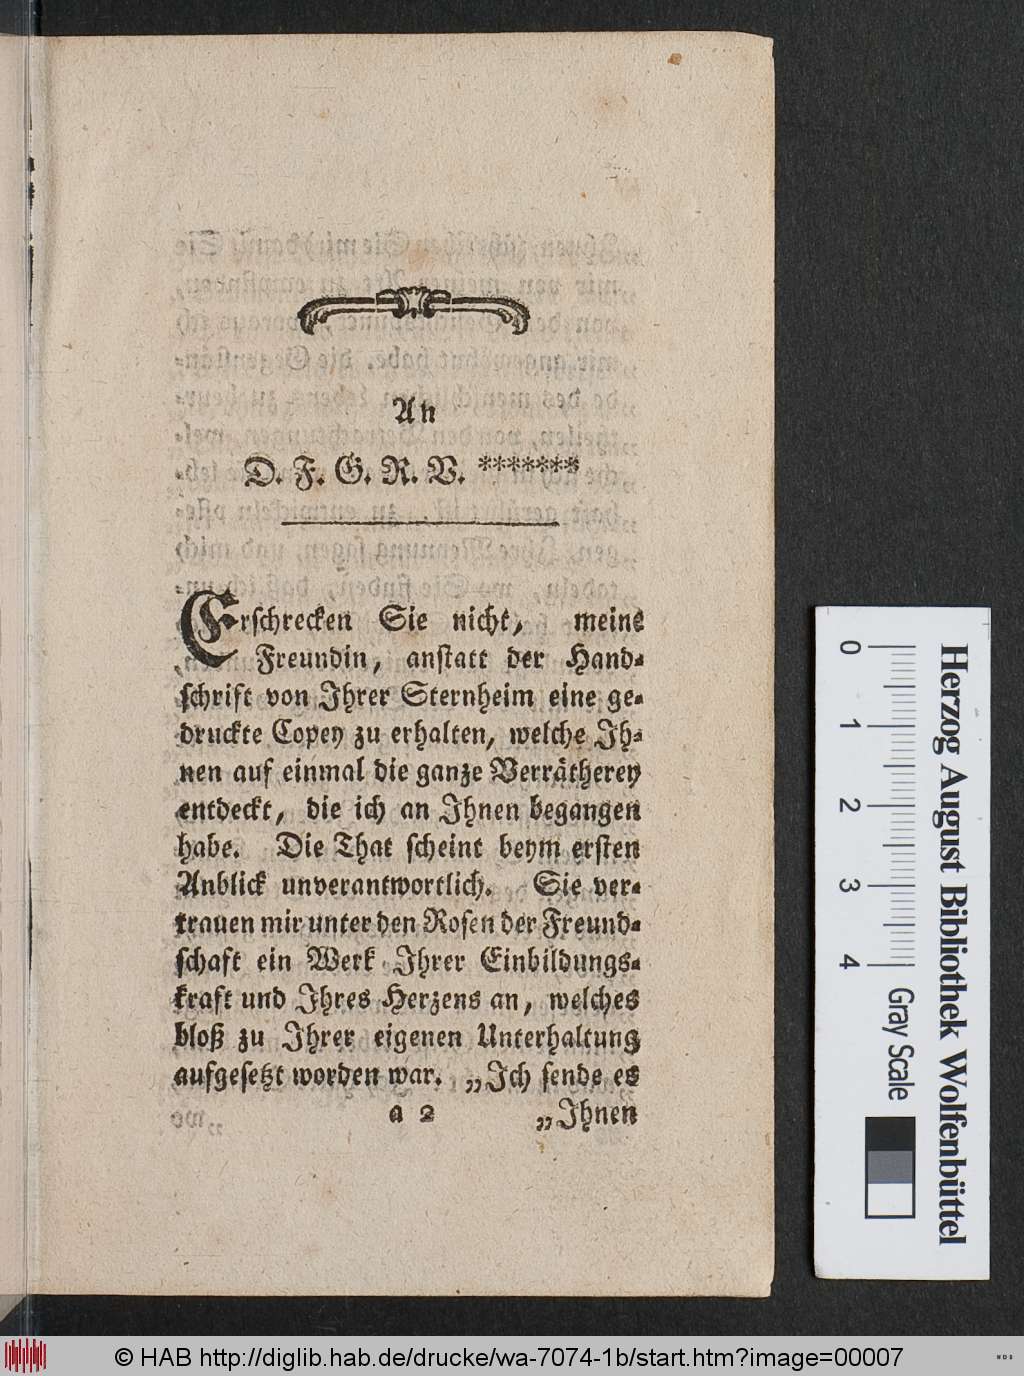 An
D. F. G. R. V. *******
Erschrecken Sie nicht, meine
Freundin, anstatt der Hand-
schrift von Ihrer Sternheim eine ge-
druckte Copey zu erhalten, welche Ih-
nen auf einmal die ganze Verrätherey
entdeckt, die ich an Ihnen begangen
habe. Die That scheint beym ersten
Anblick unverantwortlich. Sie ver-
trauen mir unter den Rosen der Freund-
schaft ein Werk Ihrer Einbildungs-
kraft und Ihres Herzens an, welches
bloß zu Ihrer eigenen Unterhaltung
aufgesetzt worden war. „Ich sende es
a 2 „Ihnen
Herzog August Bibliothek Wolfenbüttel
0 1 2 3 4 Gray Scale
© HAB http://diglib.hab.de/drucke/wa-7074-1b/start.htm?image=00007